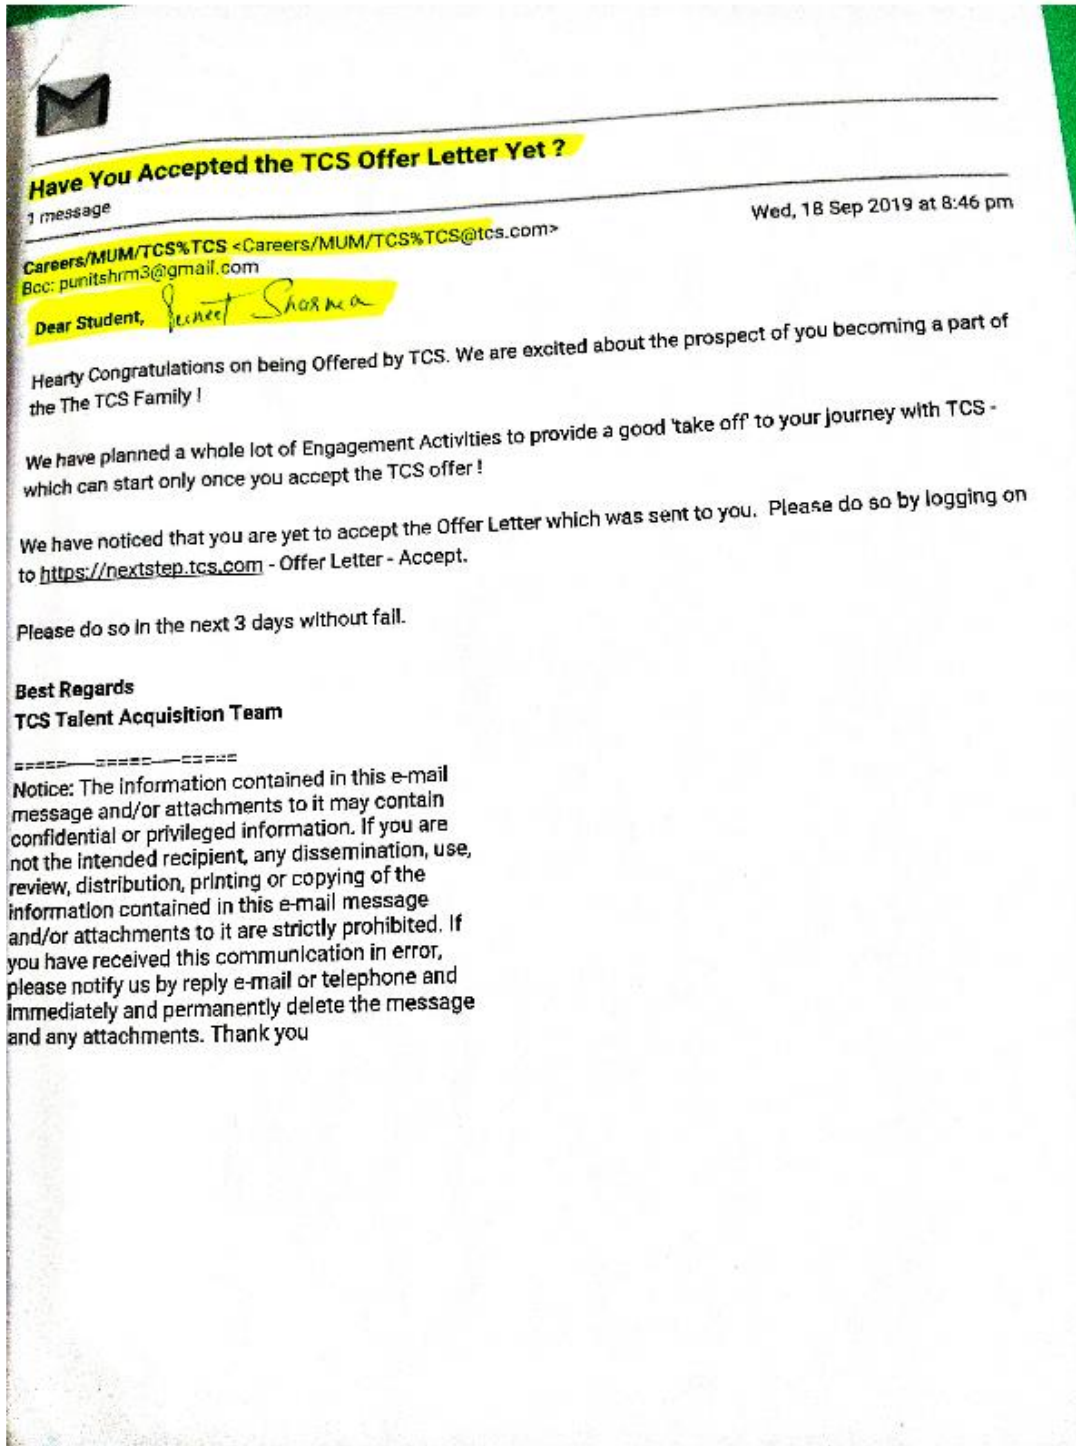 Have You Accepted the TCS Offer Letter Yet ?
1 message
Careers/MUM/TCS%TCS <Careers/MUM/TCS%TCS@tcs.com>
Wed, 18 Sep 2019 at 8:46 pm
Bcc: punitshrm3@gmail.com
Dear Student, Puneet Sharma
Hearty Congratulations on being Offered by TCS. We are excited about the prospect of you becoming a part of
the The TCS Family !
We have planned a whole lot of Engagement Activities to provide a good 'take off' to your journey with TCS -
which can start only once you accept the TCS offer !
We have noticed that you are yet to accept the Offer Letter which was sent to you. Please do so by logging on
to https://nextstep.tcs.com - Offer Letter - Accept.
Please do so in the next 3 days without fail.
Best Regards
TCS Talent Acquisition Team
=====-----=====-----=====
Notice: The information contained in this e-mail
message and/or attachments to it may contain
confidential or privileged information. If you are
not the intended recipient, any dissemination, use,
review, distribution, printing or copying of the
information contained in this e-mail message
and/or attachments to it are strictly prohibited. If
you have received this communication in error,
please notify us by reply e-mail or telephone and
immediately and permanently delete the message
and any attachments. Thank you